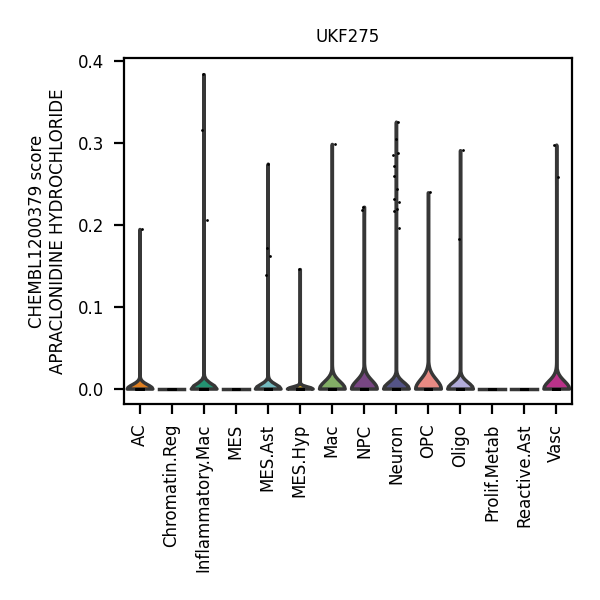 UKF275
CHEMBL1200379 score
APRACLONIDINE HYDROCHLORIDE
0.4
0.3
0.2
0.1
0.0
AC
Chromatin.Reg
Inflammatory.Mac
MES
MES.Ast
MES.Hyp
Mac
NPC
Neuron
OPC
Oligo
Prolif.Metab
Reactive.Ast
Vasc